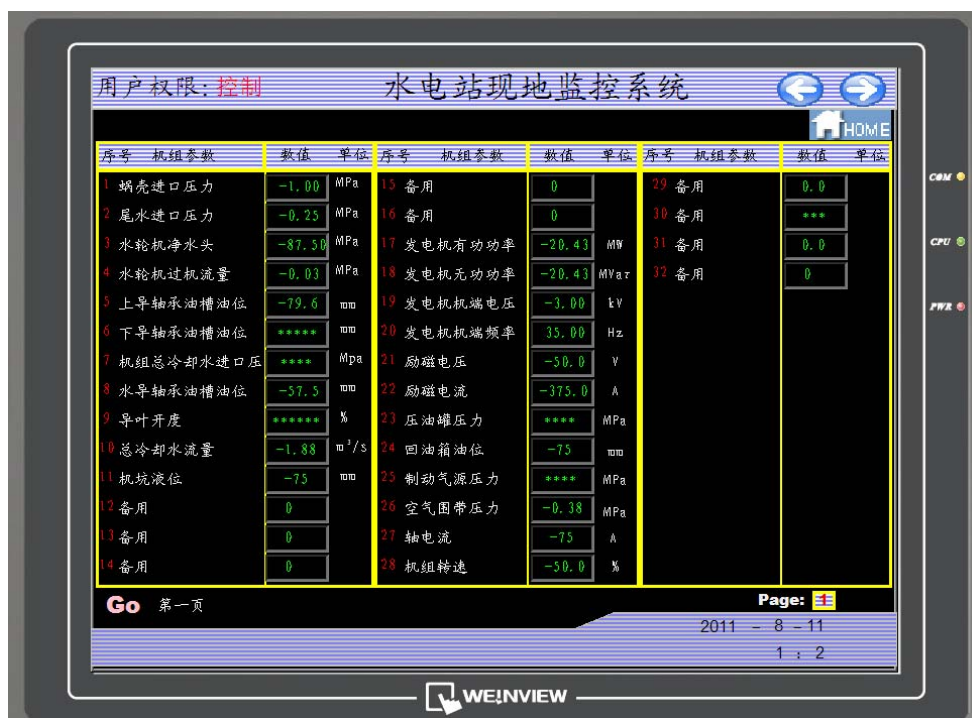 用户权限: 控制
水电站现地监控系统
HOME
序号 机组参数 数值 单位 序号 机组参数 数值 单位 序号 机组参数 数值 单位
1 蜗壳进口压力 -1.00 MPa 15 备用 0 29 备用 0.0
2 尾水进口压力 -0.25 MPa 16 备用 0 30 备用 ***
3 水轮机净水头 -87.50 MPa 17 发电机有功功率 -20.43 MW 31 备用 0.0
4 水轮机过机流量 -0.03 MPa 18 发电机无功功率 -20.43 MVar 32 备用 0
5 上导轴承油槽油位 -79.6 mm 19 发电机机端电压 -3.00 kV
6 下导轴承油槽油位 ***** mm 20 发电机机端频率 35.00 Hz
7 机组总冷却水进口压 **** Mpa 21 励磁电压 -50.0 V
8 水导轴承油槽油位 -57.5 mm 22 励磁电流 -375.0 A
9 导叶开度 ****** % 23 压油罐压力 **** MPa
10 总冷却水流量 -1.88 m³/s 24 回油箱油位 -75 mm
11 机坑液位 -75 mm 25 制动气源压力 **** MPa
12 备用 0 26 空气围带压力 -0.38 MPa
13 备用 0 27 轴电流 -75 A
14 备用 0 28 机组转速 -50.0 %
Go 第一页
Page: 1
2011 - 8 - 11
1 : 2
COM
CPU
PWR
WEINVIEW